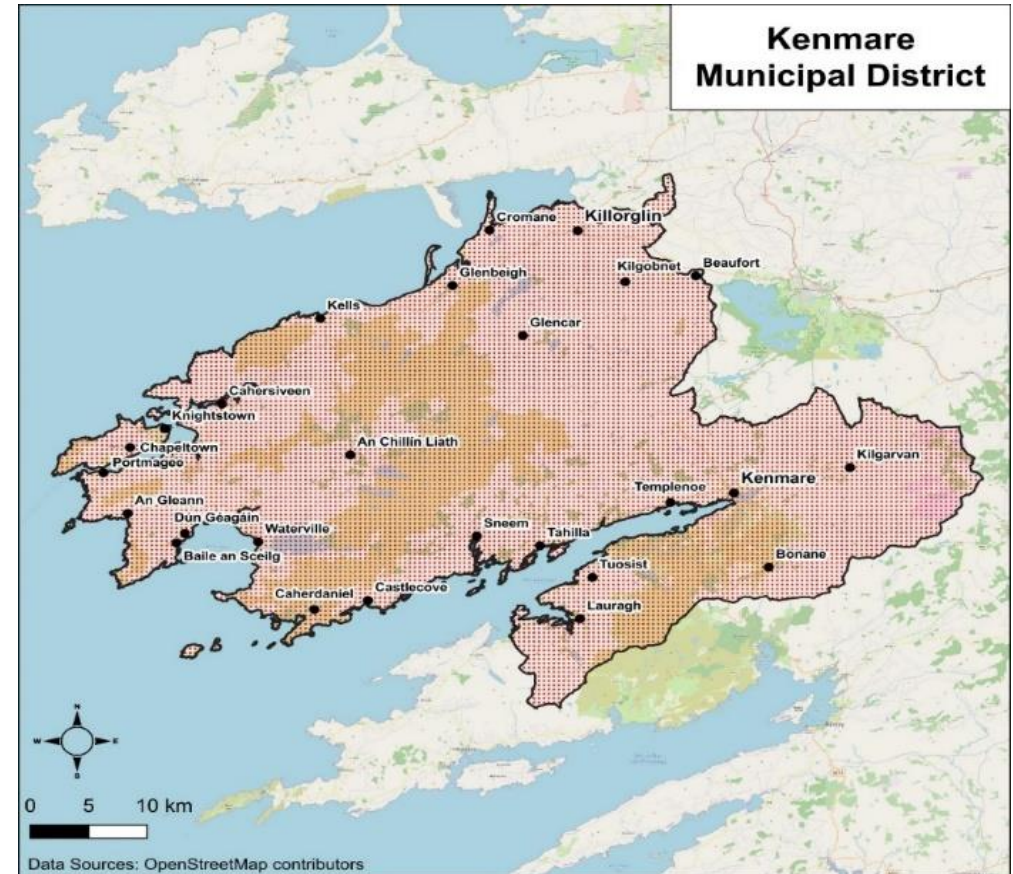 Kenmare
Municipal District
Cromane
Killorglin
Glenbeigh
Kilgobnet
Beaufort
Kells
Glencar
Cahersiveen
Knightstown
Chapeltown
An Chillín Liath
Kilgarvan
Portmagee
Kenmare
Templenoe
An Gleann
Dún Géagáin
Waterville
Sneem
Tahilla
Baile an Sceilg
Bonane
Tuosist
Caherdaniel
Castlecove
Lauragh
N
W
E
0 5 10 km
Data Sources: OpenStreetMap contributors